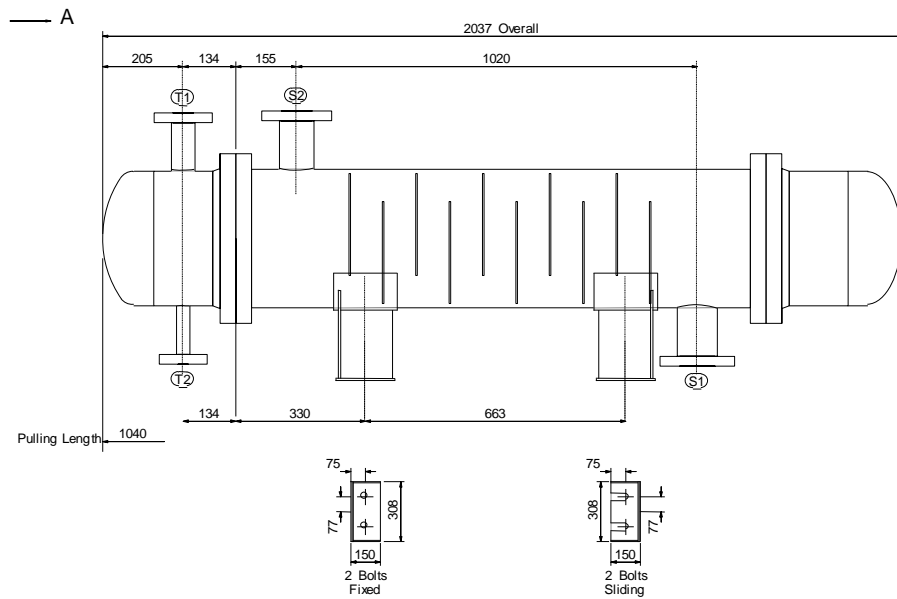 A
2037 Overall
205
134
155
1020
T1
S2
T2
S1
134
330
663
Pulling Length
1040
75
75
77
308
308
77
150
150
2 Bolts
Fixed
2 Bolts
Sliding